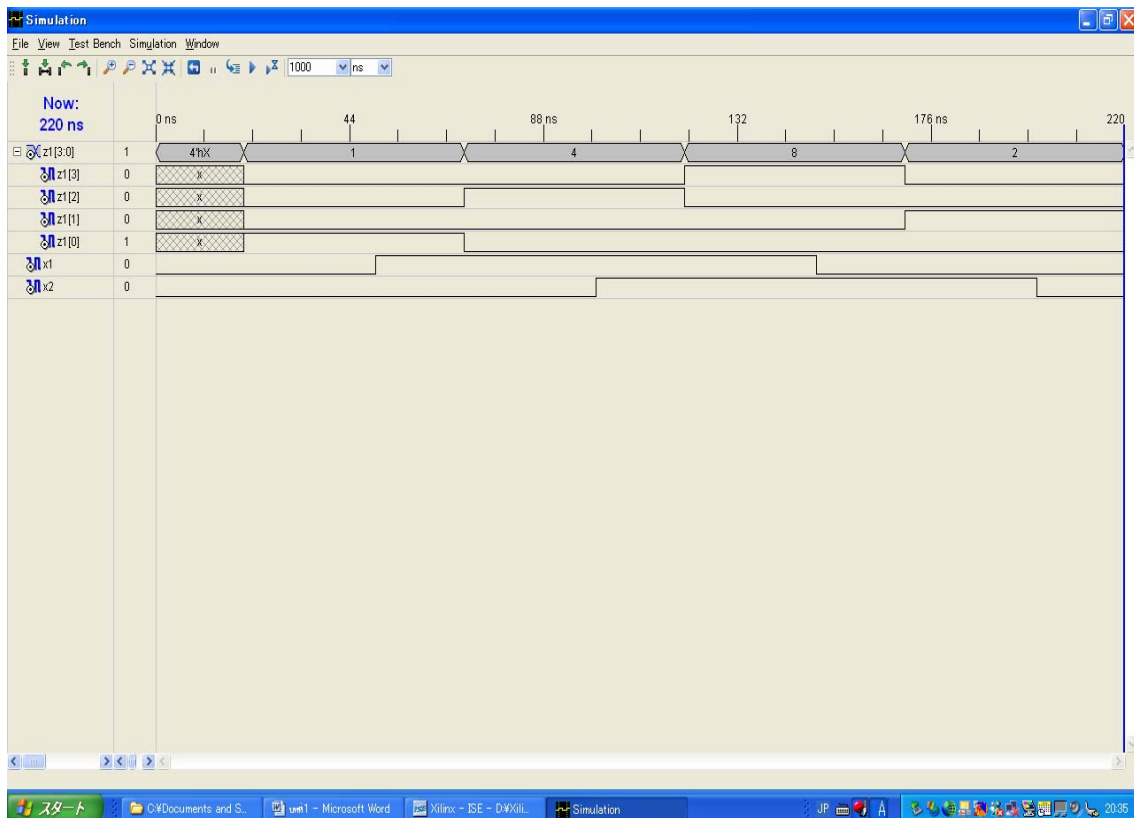 Simulation
File View Test Bench Simulation Window
1000 ns
Now:
220 ns
0 ns 44 88 ns 132 176 ns 220
z1[3:0] 1 4'hX 1 4 8 2
z1[3] 0 x
z1[2] 0 x
z1[1] 0 x
z1[0] 1 x
x1 0
x2 0
スタート C:¥Documents and S... - Microsoft Word Xilinx - ISE - D:¥Xili... Simulation JP A 20:35